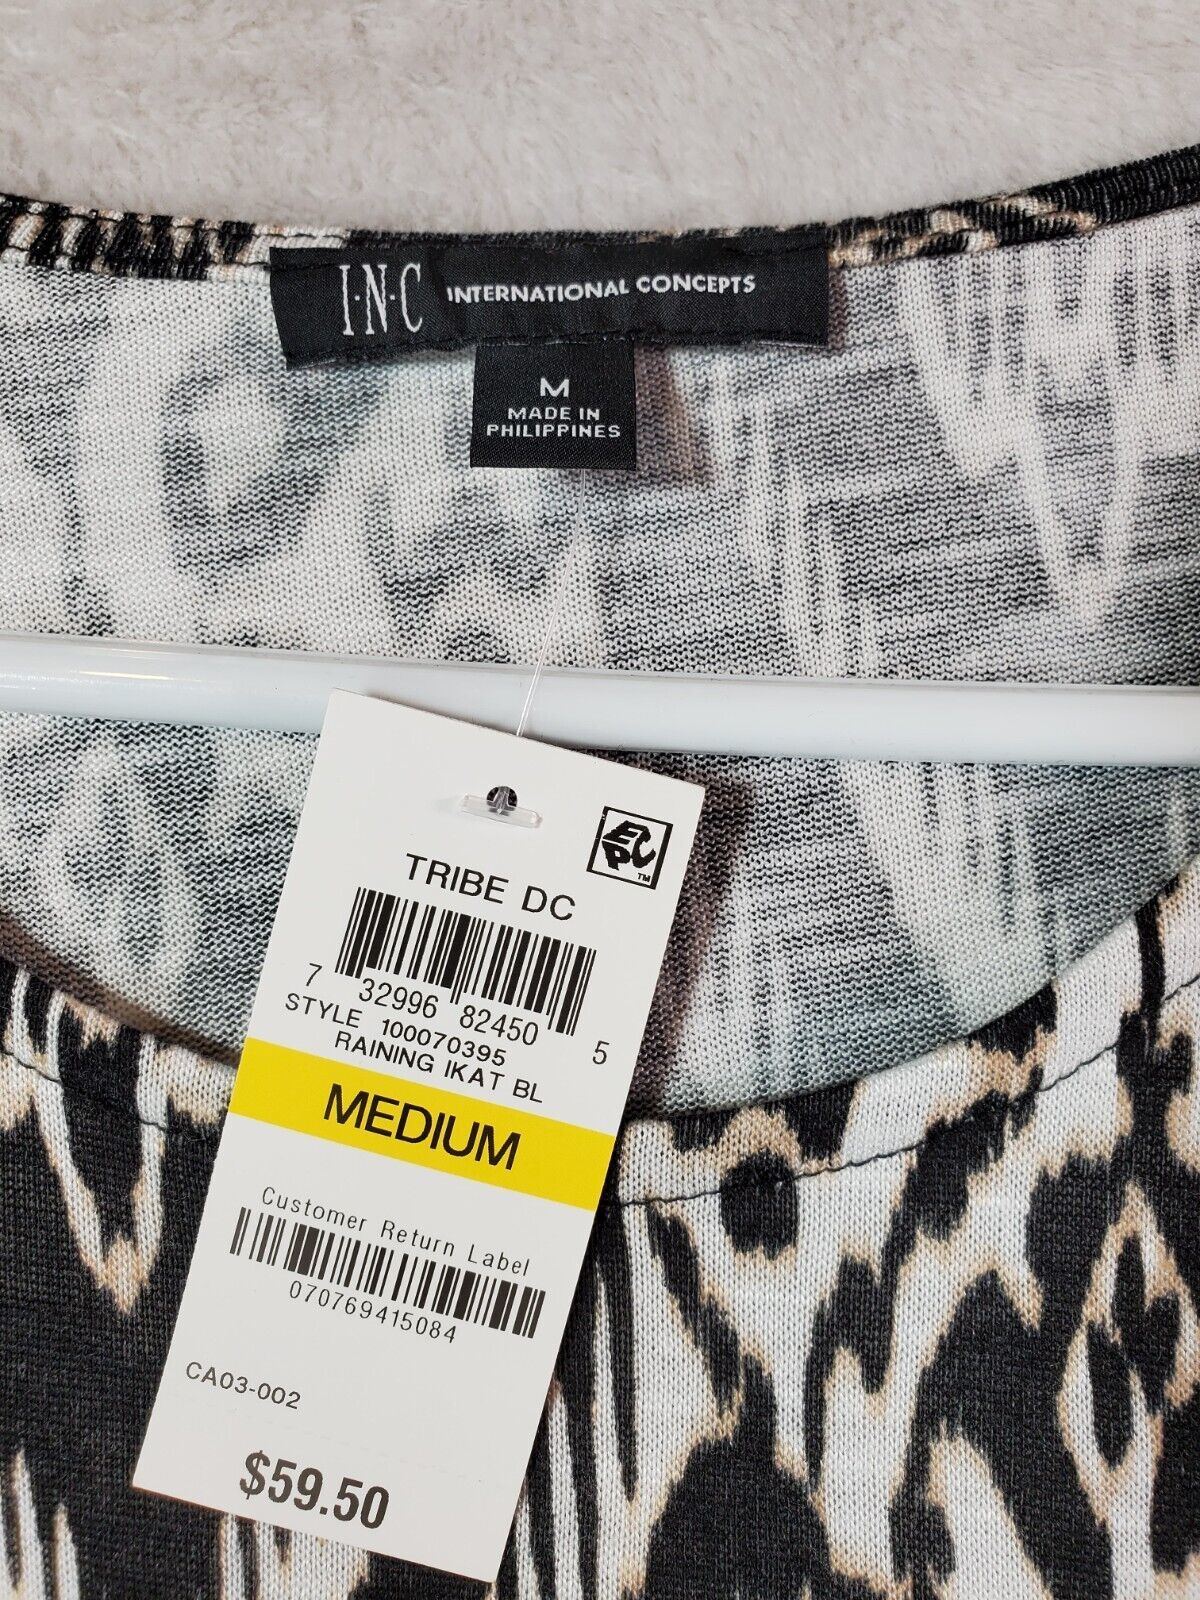 I·N·C INTERNATIONAL CONCEPTS
M
MADE IN
PHILIPPINES
EPC™
TRIBE DC
7 32996 82450 5
STYLE 100070395
RAINING IKAT BL
MEDIUM
Customer Return Label
070769415084
CA03-002
$59.50